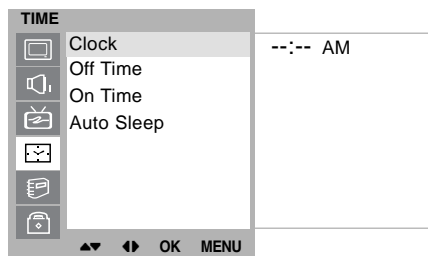 TIME
Clock --:-- AM
Off Time
On Time
Auto Sleep
OK MENU